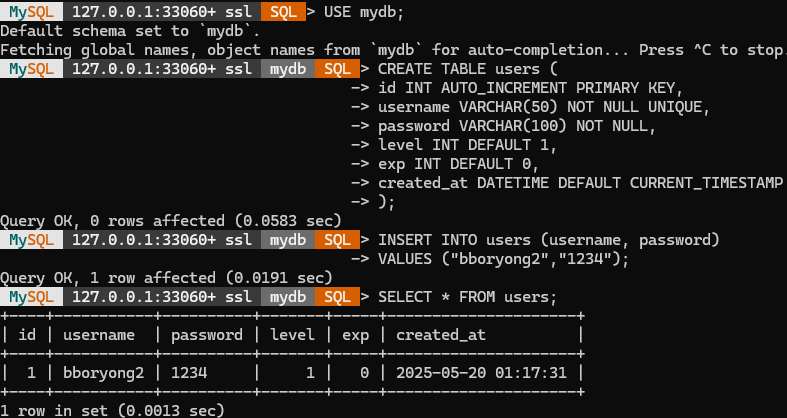 MySQL 127.0.0.1:33060+ ssl SQL > USE mydb;
Default schema set to `mydb`.
Fetching global names, object names from `mydb` for auto-completion... Press ^C to stop.
MySQL 127.0.0.1:33060+ ssl mydb SQL > CREATE TABLE users (
-> id INT AUTO_INCREMENT PRIMARY KEY,
-> username VARCHAR(50) NOT NULL UNIQUE,
-> password VARCHAR(100) NOT NULL,
-> level INT DEFAULT 1,
-> exp INT DEFAULT 0,
-> created_at DATETIME DEFAULT CURRENT_TIMESTAMP
-> );
Query OK, 0 rows affected (0.0583 sec)
MySQL 127.0.0.1:33060+ ssl mydb SQL > INSERT INTO users (username, password)
-> VALUES ("bboryong2","1234");
Query OK, 1 row affected (0.0191 sec)
MySQL 127.0.0.1:33060+ ssl mydb SQL > SELECT * FROM users;
+----+-----------+----------+-------+-----+---------------------+
| id | username  | password | level | exp | created_at          |
+----+-----------+----------+-------+-----+---------------------+
|  1 | bboryong2 | 1234     |     1 |   0 | 2025-05-20 01:17:31 |
+----+-----------+----------+-------+-----+---------------------+
1 row in set (0.0013 sec)